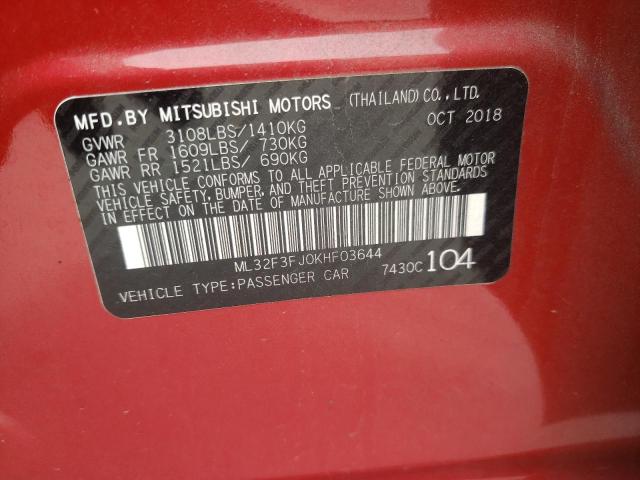 MFD.BY MITSUBISHI MOTORS (THAILAND)CO.,LTD.
GVWR 3108LBS/1410KG OCT 2018
GAWR FR 1609LBS/ 730KG
GAWR RR 1521LBS/ 690KG
THIS VEHICLE CONFORMS TO ALL APPLICABLE FEDERAL MOTOR
VEHICLE SAFETY, BUMPER, AND THEFT PREVENTION STANDARDS
IN EFFECT ON THE DATE OF MANUFACTURE SHOWN ABOVE.
ML32F3FJ0KHF03644
VEHICLE TYPE:PASSENGER CAR 7430C 104